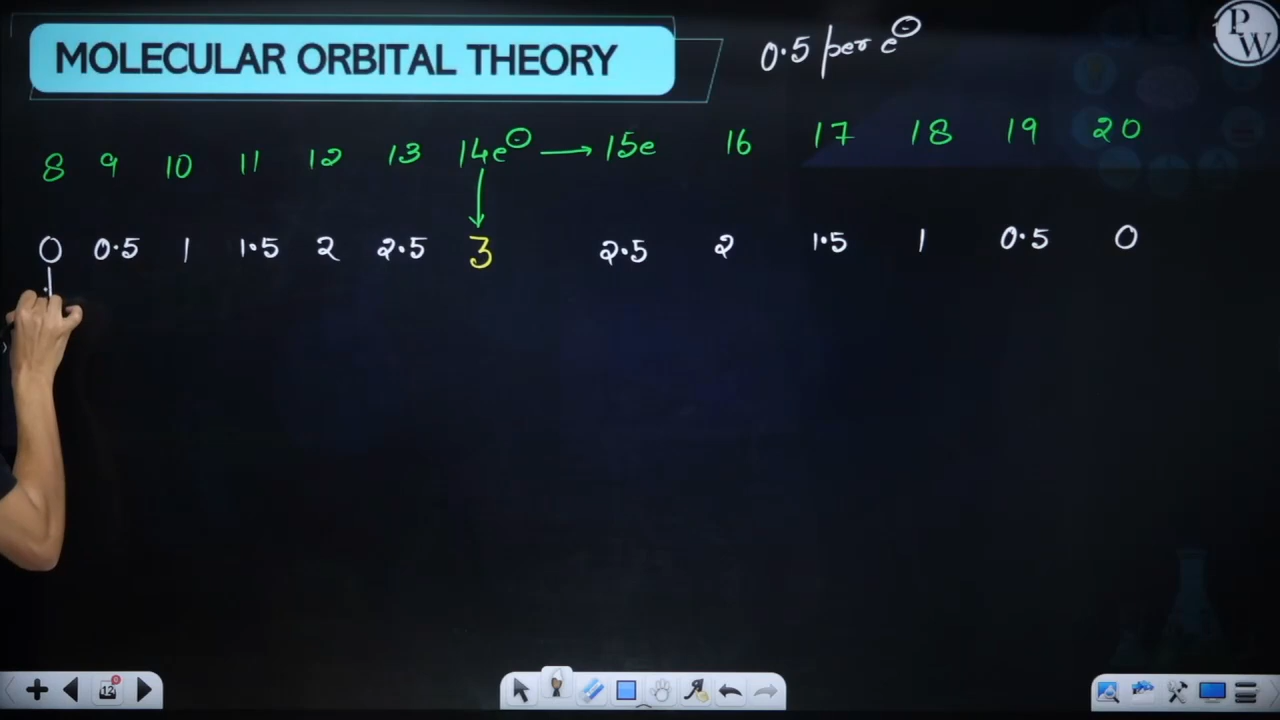 MOLECULAR ORBITAL THEORY
0.5 per e⊖
PW
8 9 10 11 12 13 14e⊖ → 15e 16 17 18 19 20
0 0.5 1 1.5 2 2.5 3 2.5 2 1.5 1 0.5 0
12